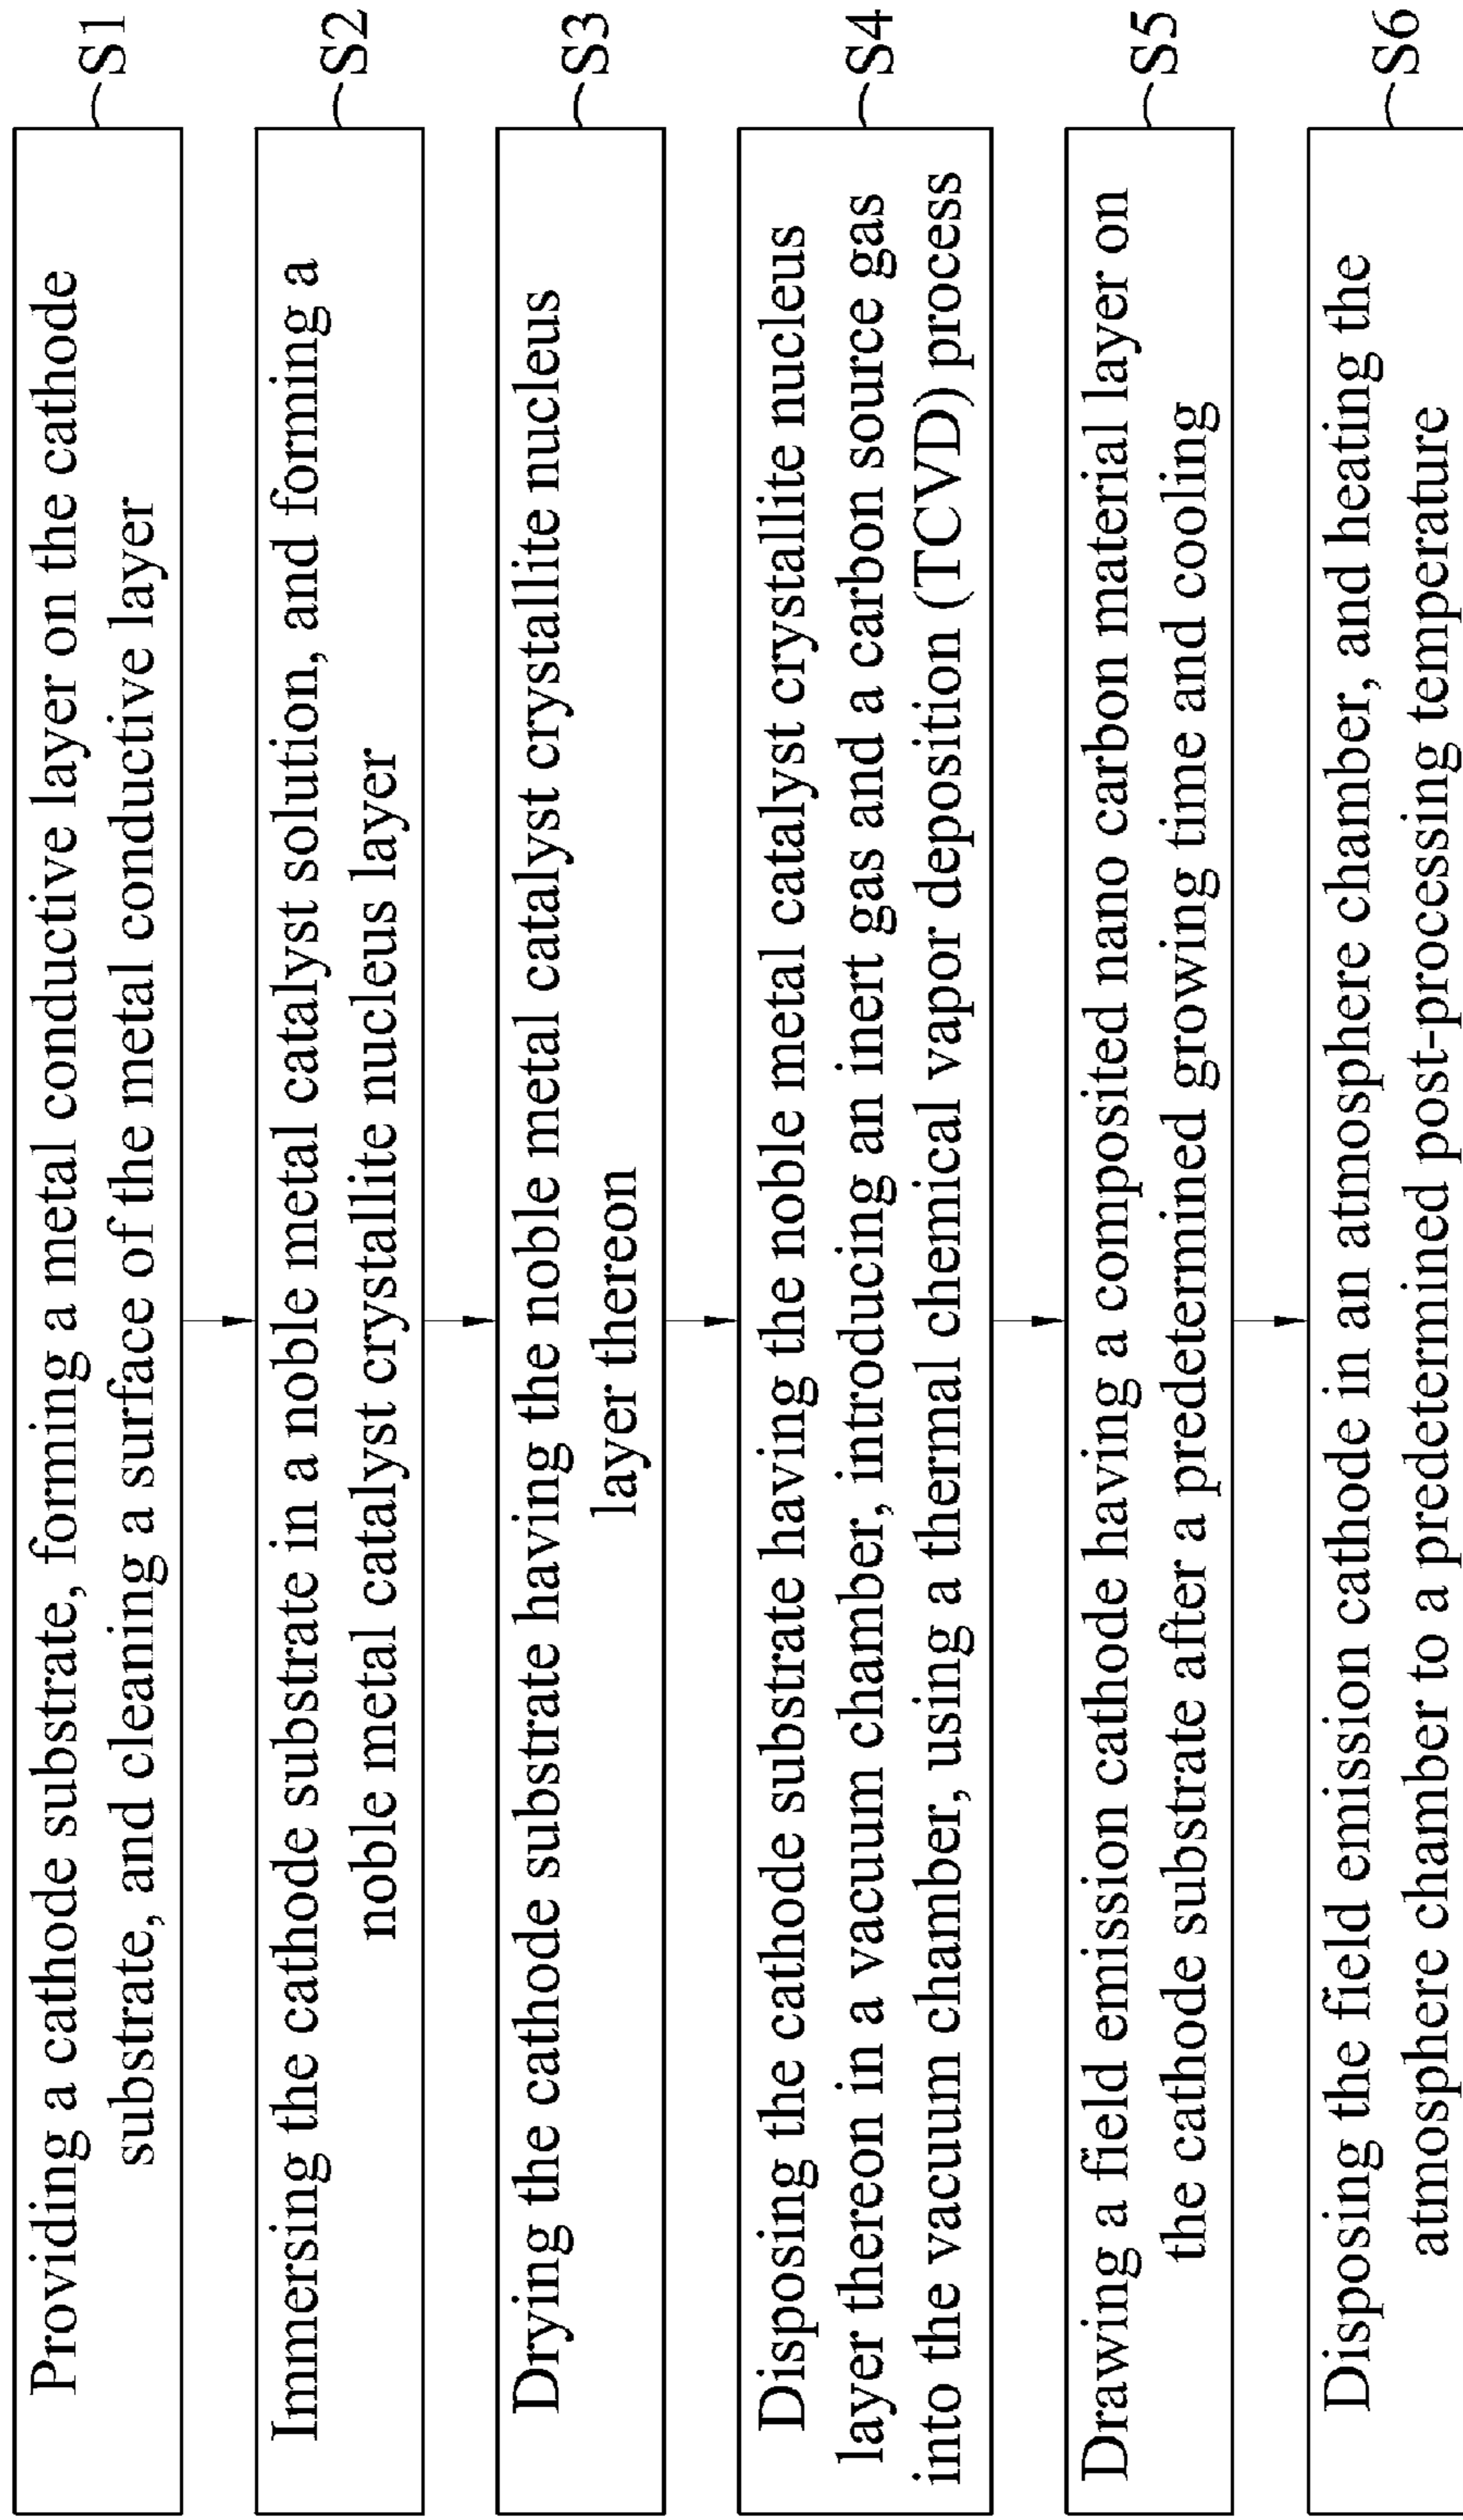 Providing a cathode substrate, forming a metal conductive layer on the cathode
substrate, and cleaning a surface of the metal conductive layer
S1
Immersing the cathode substrate in a noble metal catalyst solution, and forming a
noble metal catalyst crystallite nucleus layer
S2
Drying the cathode substrate having the noble metal catalyst crystallite nucleus
layer thereon
S3
Disposing the cathode substrate having the noble metal catalyst crystallite nucleus
layer thereon in a vacuum chamber, introducing an inert gas and a carbon source gas
into the vacuum chamber, using a thermal chemical vapor deposition (TCVD) process
S4
Drawing a field emission cathode having a composited nano carbon material layer on
the cathode substrate after a predetermined growing time and cooling
S5
Disposing the field emission cathode in an atmosphere chamber, and heating the
atmosphere chamber to a predetermined post-processing temperature
S6